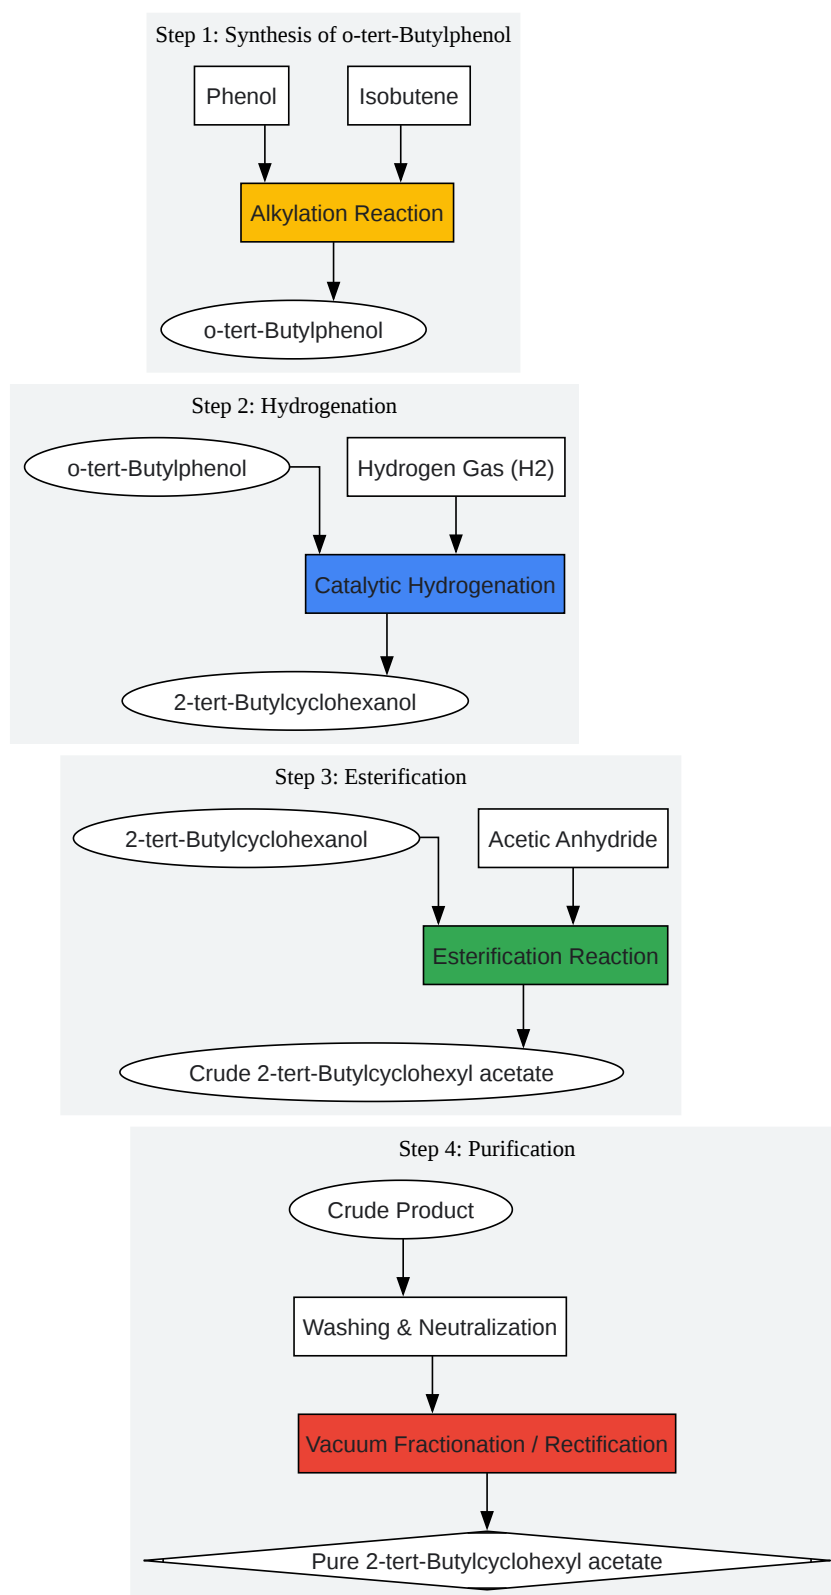 Step 1: Synthesis of o-tert-Butylphenol
Phenol
Isobutene
Alkylation Reaction
o-tert-Butylphenol
Step 2: Hydrogenation
o-tert-Butylphenol
Hydrogen Gas (H2)
Catalytic Hydrogenation
2-tert-Butylcyclohexanol
Step 3: Esterification
2-tert-Butylcyclohexanol
Acetic Anhydride
Esterification Reaction
Crude 2-tert-Butylcyclohexyl acetate
Step 4: Purification
Crude Product
Washing & Neutralization
Vacuum Fractionation / Rectification
Pure 2-tert-Butylcyclohexyl acetate